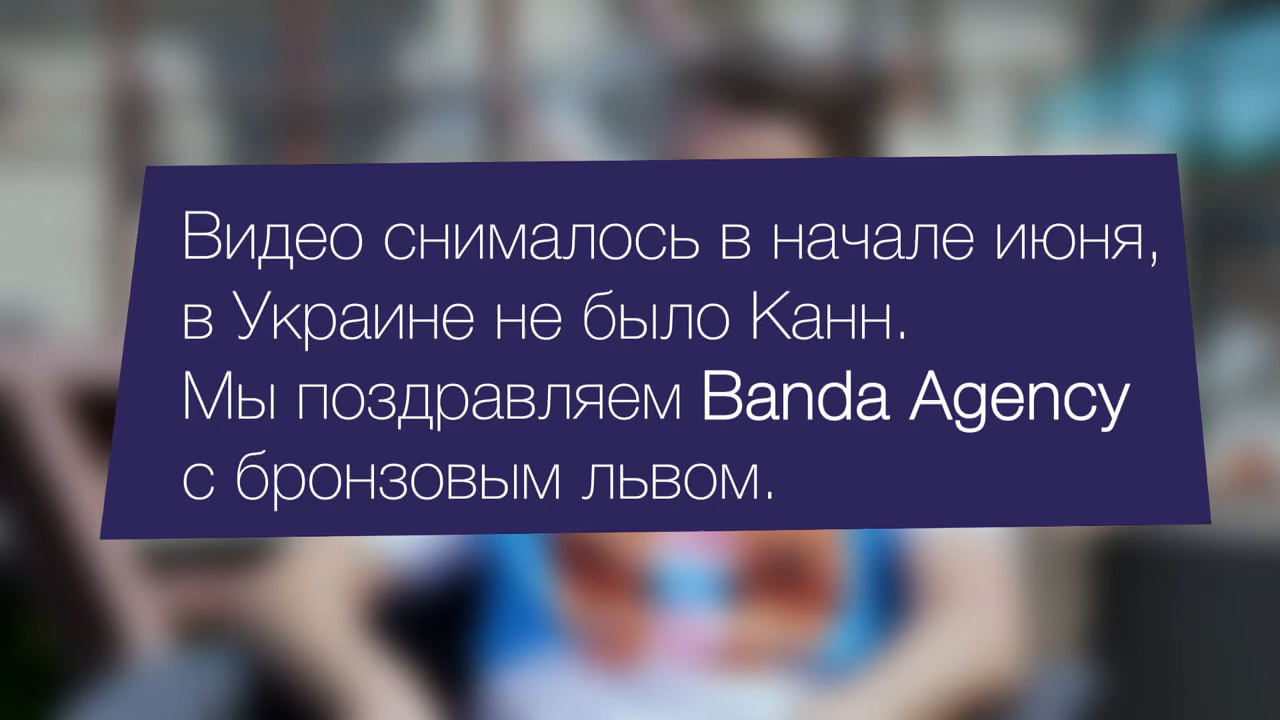 Видео снималось в начале июня,
в Украине не было Канн.
Мы поздравляем Banda Agency
с бронзовым львом.